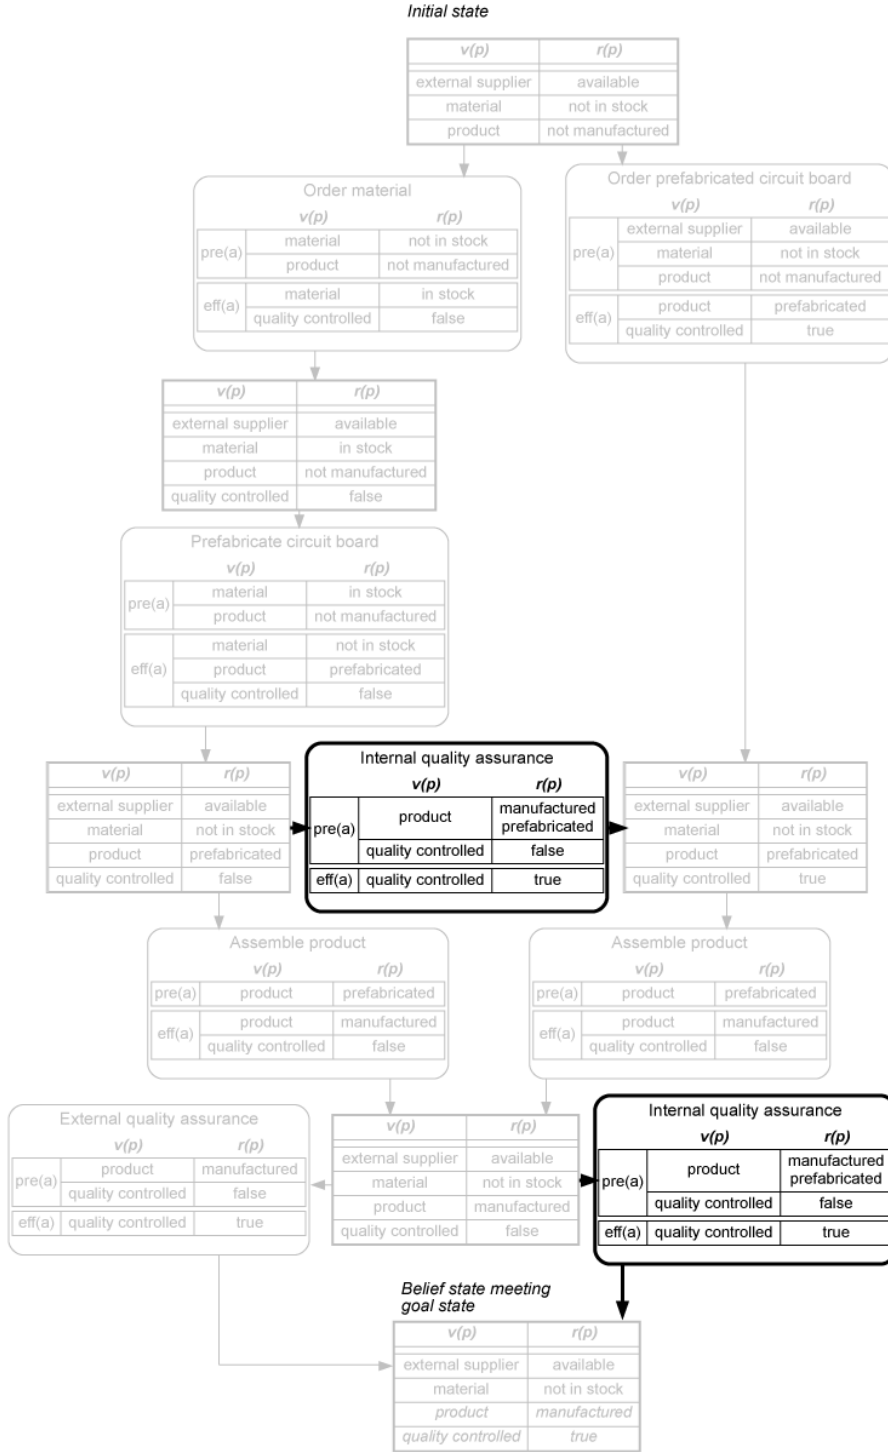 Initial state
v(p) r(p)
external supplier available
material not in stock
product not manufactured
Order material
v(p) r(p)
pre(a) material not in stock
product not manufactured
eff(a) material in stock
quality controlled false
Order prefabricated circuit board
v(p) r(p)
pre(a) external supplier available
material not in stock
product not manufactured
eff(a) product prefabricated
quality controlled true
v(p) r(p)
external supplier available
material in stock
product not manufactured
quality controlled false
Prefabricate circuit board
v(p) r(p)
pre(a) material in stock
product not manufactured
eff(a) material not in stock
product prefabricated
quality controlled false
v(p) r(p)
external supplier available
material not in stock
product prefabricated
quality controlled false
Internal quality assurance
v(p) r(p)
pre(a) product manufactured
prefabricated
quality controlled false
eff(a) quality controlled true
v(p) r(p)
external supplier available
material not in stock
product prefabricated
quality controlled true
Assemble product
v(p) r(p)
pre(a) product prefabricated
eff(a) product manufactured
quality controlled false
Assemble product
v(p) r(p)
pre(a) product prefabricated
eff(a) product manufactured
quality controlled false
External quality assurance
v(p) r(p)
pre(a) product manufactured
quality controlled false
eff(a) quality controlled true
v(p) r(p)
external supplier available
material not in stock
product manufactured
quality controlled false
Internal quality assurance
v(p) r(p)
pre(a) product manufactured
prefabricated
quality controlled false
eff(a) quality controlled true
Belief state meeting
goal state
v(p) r(p)
external supplier available
material not in stock
product manufactured
quality controlled true